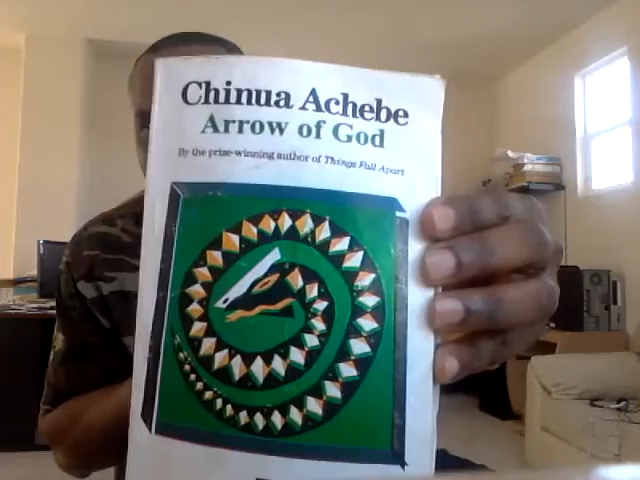 Chinua Achebe
Arrow of God
By the prize-winning author of Things Fall Apart